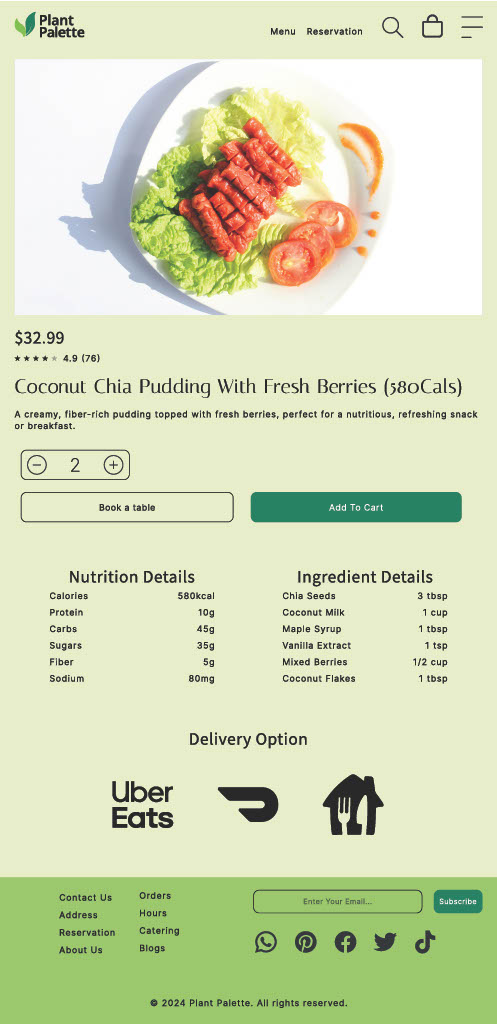 Plant
Palette
Menu Reservation
$32.99
4.9 (76)
Coconut Chia Pudding With Fresh Berries (580Cals)
A creamy, fiber-rich pudding topped with fresh berries, perfect for a nutritious, refreshing snack
or breakfast.
2
Book a table
Add To Cart
Nutrition Details
Calories 580kcal
Protein 10g
Carbs 45g
Sugars 35g
Fiber 5g
Sodium 80mg
Ingredient Details
Chia Seeds 3 tbsp
Coconut Milk 1 cup
Maple Syrup 1 tbsp
Vanilla Extract 1 tsp
Mixed Berries 1/2 cup
Coconut Flakes 1 tbsp
Delivery Option
Uber
Eats
Contact Us
Address
Reservation
About Us
Orders
Hours
Catering
Blogs
Enter Your Email...
Subscribe
© 2024 Plant Palette. All rights reserved.